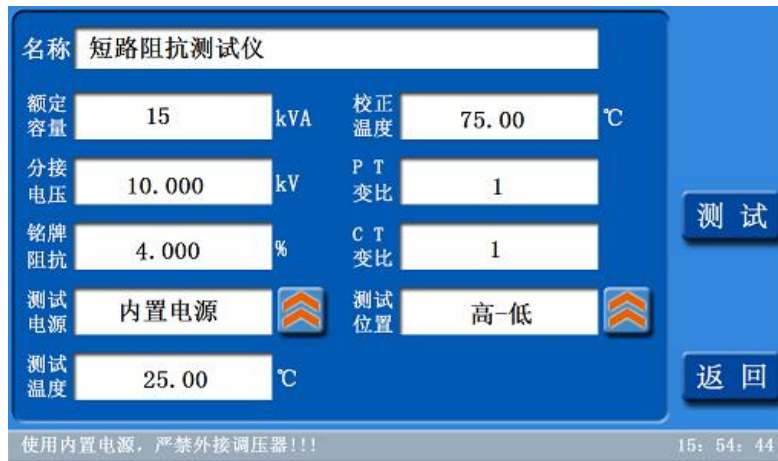 名称 短路阻抗测试仪
额定容量 15 kVA 校正温度 75.00 ℃
分接电压 10.000 kV PT变比 1
铭牌阻抗 4.000 % CT变比 1
测试电源 内置电源 测试位置 高-低
测试温度 25.00 ℃
测 试
返 回
使用内置电源，严禁外接调压器!!! 15：54：44